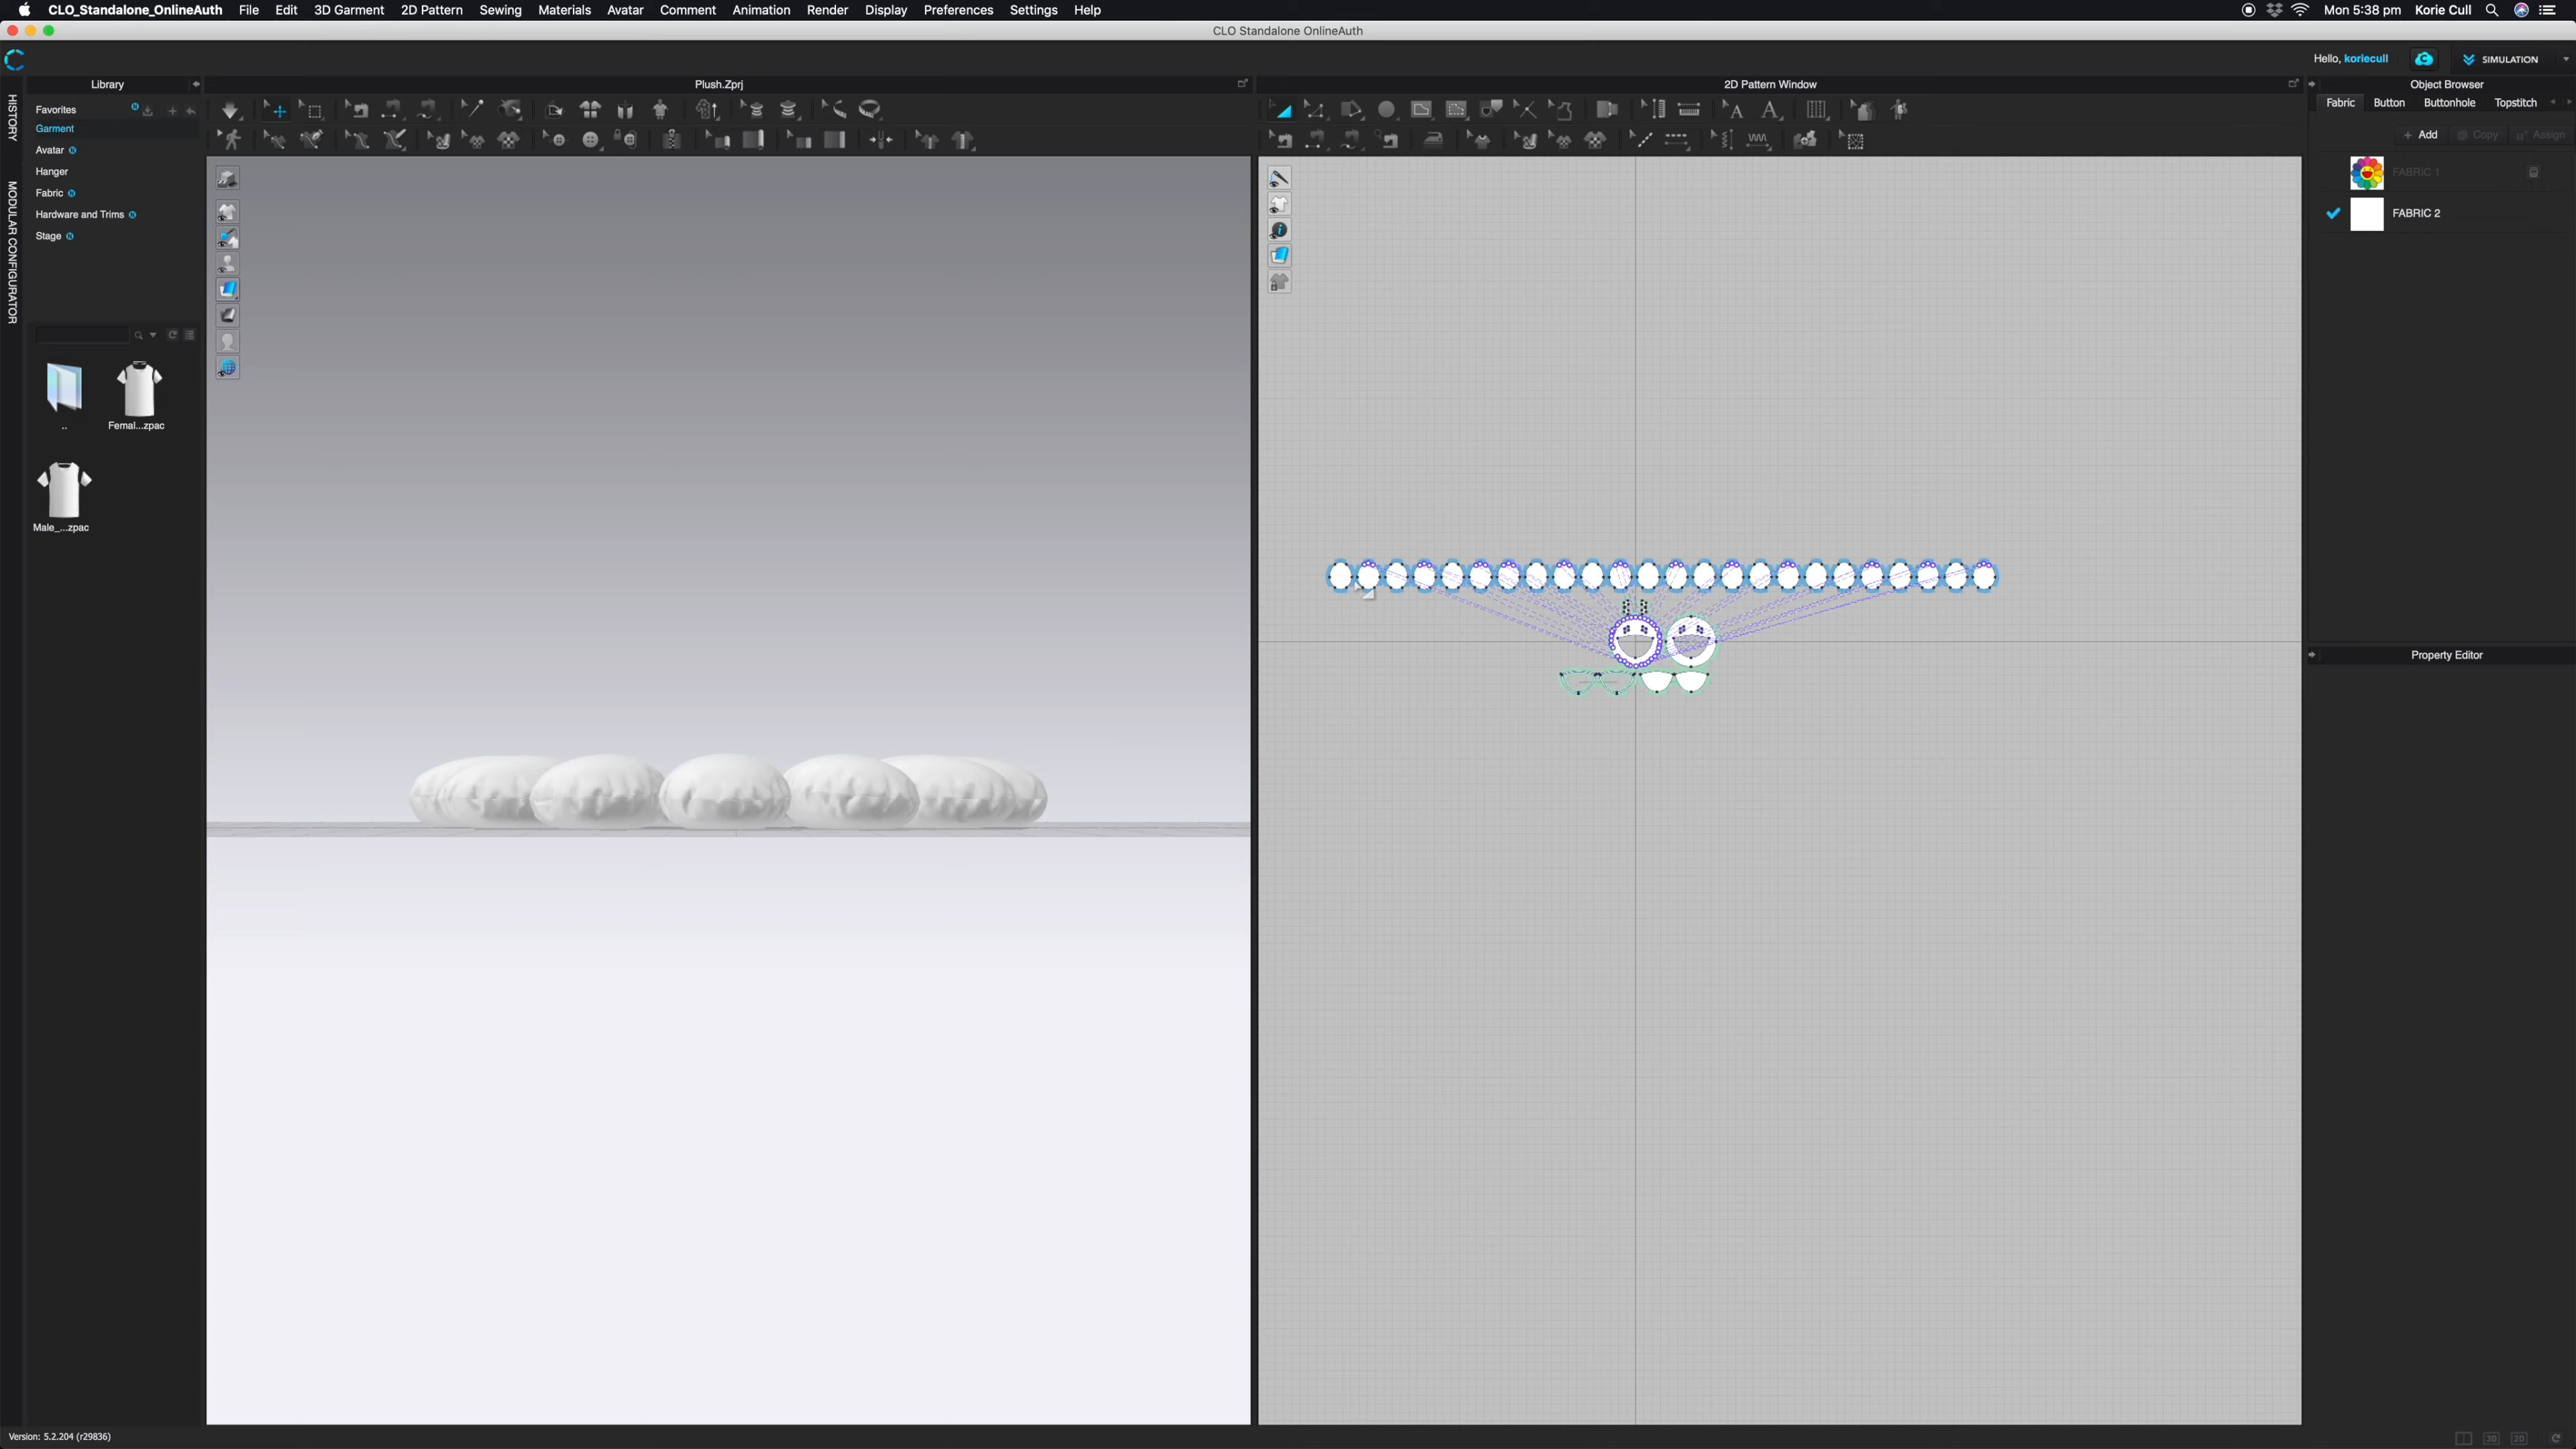 CLO_Standalone_OnlineAuth File Edit 3D Garment 2D Pattern Sewing Materials Avatar Comment Animation Render Display Preferences Settings Help Mon 5:38 pm Korie Cull
CLO Standalone OnlineAuth
Hello, koriecull SIMULATION
Library Plush.Zprj 2D Pattern Window Object Browser
HISTORY
MODULAR CONFIGURATOR
Favorites
Garment
Avatar
Hanger
Fabric
Hardware and Trims
Stage
..
Femal...zpac
Male_...zpac
Fabric Button Buttonhole Topstitch
+ Add Copy Assign
FABRIC 1
FABRIC 2
Property Editor
Version: 5.2.204 (r29836)
3D 2D